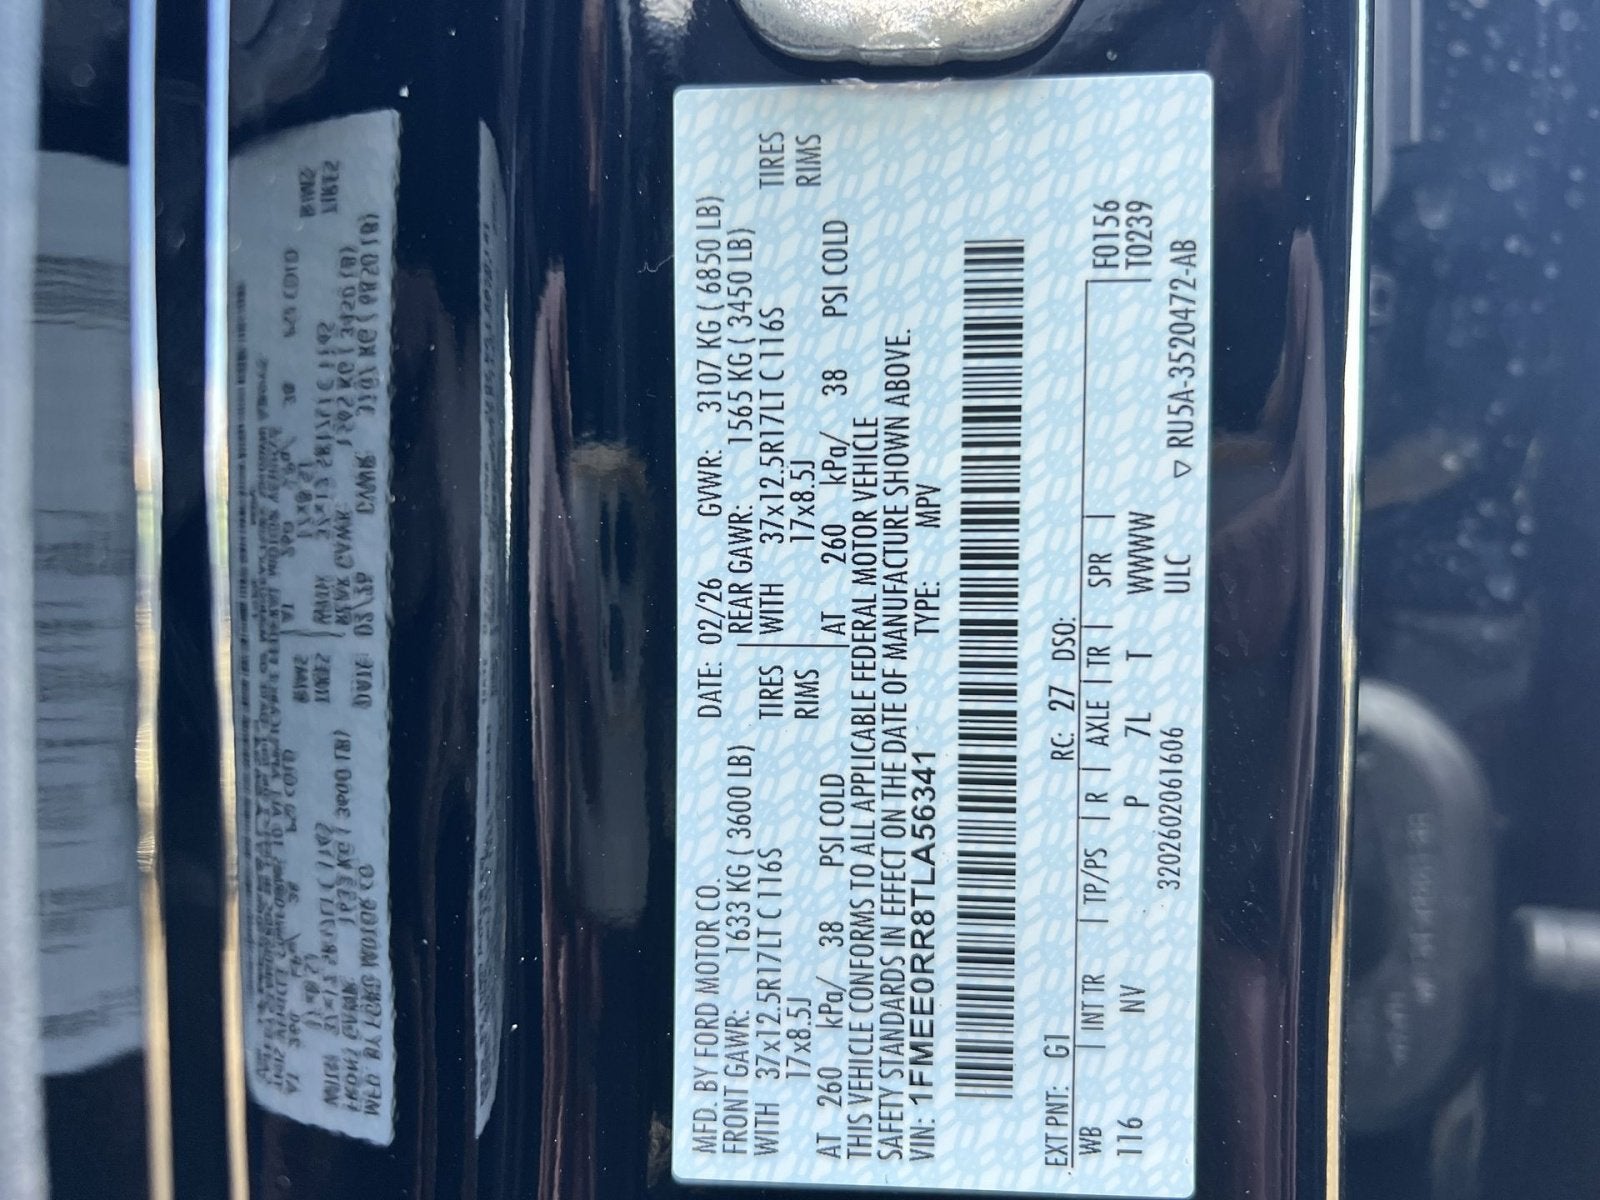 MFD. BY FORD MOTOR CO. DATE: 02/26 GVWR: 3107 KG ( 6850 LB)
FRONT GAWR: 1633 KG ( 3600 LB) REAR GAWR: 1565 KG ( 3450 LB)
WITH 37x12.5R17LT C 116S TIRES WITH 37x12.5R17LT C 116S TIRES
17x8.5J RIMS 17x8.5J RIMS
AT 260 kPa/ 38 PSI COLD AT 260 kPa/ 38 PSI COLD
THIS VEHICLE CONFORMS TO ALL APPLICABLE FEDERAL MOTOR VEHICLE
SAFETY STANDARDS IN EFFECT ON THE DATE OF MANUFACTURE SHOWN ABOVE.
VIN: 1FMEE0RR8TLA56341 TYPE: MPV
EXT PNT: G1 RC: 27 DSO: F0156
WB INT TR TP/PS R AXLE TR SPR T0239
116 NV P 7L T WWWW
3202602061606 ULC ▽ RU5A-3520472-AB